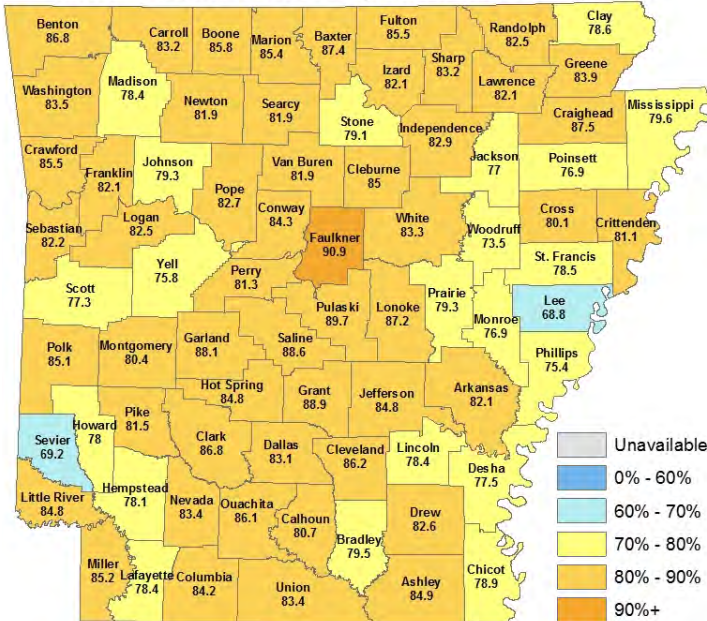 Benton
86.8
Carroll
83.2
Boone
85.8
Marion
85.4
Baxter
87.4
Fulton
85.5
Randolph
82.5
Clay
78.6
Washington
83.5
Madison
78.4
Newton
81.9
Searcy
81.9
Stone
79.1
Izard
82.1
Sharp
83.2
Lawrence
82.1
Greene
83.9
Independence
82.9
Craighead
87.5
Mississippi
79.6
Crawford
85.5
Franklin
82.1
Johnson
79.3
Pope
82.7
Van Buren
81.9
Cleburne
85
Jackson
77
Poinsett
76.9
Sebastian
82.2
Logan
82.5
Conway
84.3
Faulkner
90.9
White
83.3
Woodruff
73.5
Cross
80.1
Crittenden
81.1
Scott
77.3
Yell
75.8
Perry
81.3
Pulaski
89.7
Lonoke
87.2
Prairie
79.3
Monroe
76.9
St. Francis
78.5
Lee
68.8
Phillips
75.4
Polk
85.1
Montgomery
80.4
Garland
88.1
Saline
88.6
Hot Spring
84.8
Grant
88.9
Jefferson
84.8
Arkansas
82.1
Sevier
69.2
Howard
78
Pike
81.5
Clark
86.8
Dallas
83.1
Cleveland
86.2
Lincoln
78.4
Desha
77.5
Little River
84.8
Hempstead
78.1
Nevada
83.4
Ouachita
86.1
Calhoun
80.7
Bradley
79.5
Drew
82.6
Miller
85.2
Lafayette
78.4
Columbia
84.2
Union
83.4
Ashley
84.9
Chicot
78.9
Unavailable
0% - 60%
60% - 70%
70% - 80%
80% - 90%
90%+